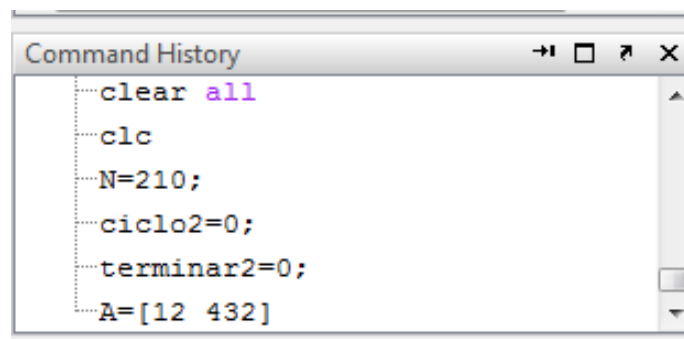 Command History
clear all
clc
N=210;
ciclo2=0;
terminar2=0;
A=[12 432]